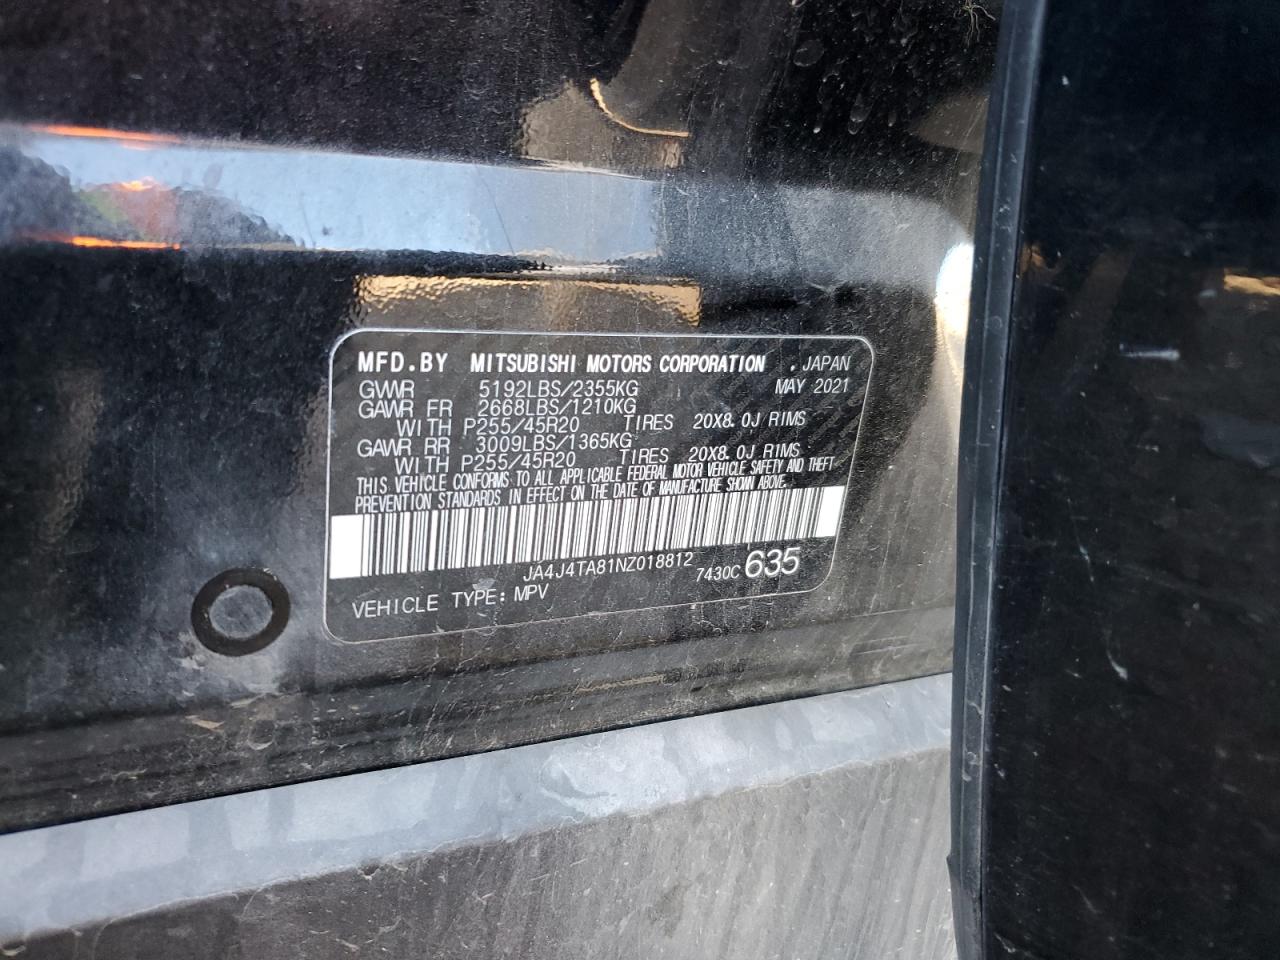 MFD.BY MITSUBISHI MOTORS CORPORATION , JAPAN
GVWR 5192LBS/2355KG MAY 2021
GAWR FR 2668LBS/1210KG
WITH P255/45R20 TIRES 20X8.0J RIMS
GAWR RR 3009LBS/1365KG
WITH P255/45R20 TIRES 20X8.0J RIMS
THIS VEHICLE CONFORMS TO ALL APPLICABLE FEDERAL MOTOR VEHICLE SAFETY AND THEFT
PREVENTION STANDARDS IN EFFECT ON THE DATE OF MANUFACTURE SHOWN ABOVE.
JA4J4TA81NZ018812 7430C 635
VEHICLE TYPE: MPV